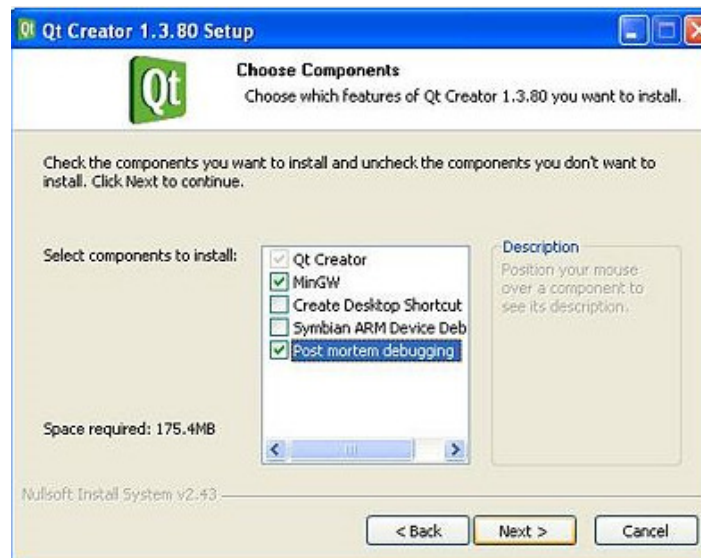 Qt Creator 1.3.80 Setup
Qt
Choose Components
Choose which features of Qt Creator 1.3.80 you want to install.
Check the components you want to install and uncheck the components you don't want to
install. Click Next to continue.
Select components to install:
Qt Creator
MinGW
Create Desktop Shortcut
Symbian ARM Device Deb
Post mortem debugging
Description
Position your mouse
over a component to
see its description.
Space required: 175.4MB
Nullsoft Install System v2.43
< Back
Next >
Cancel